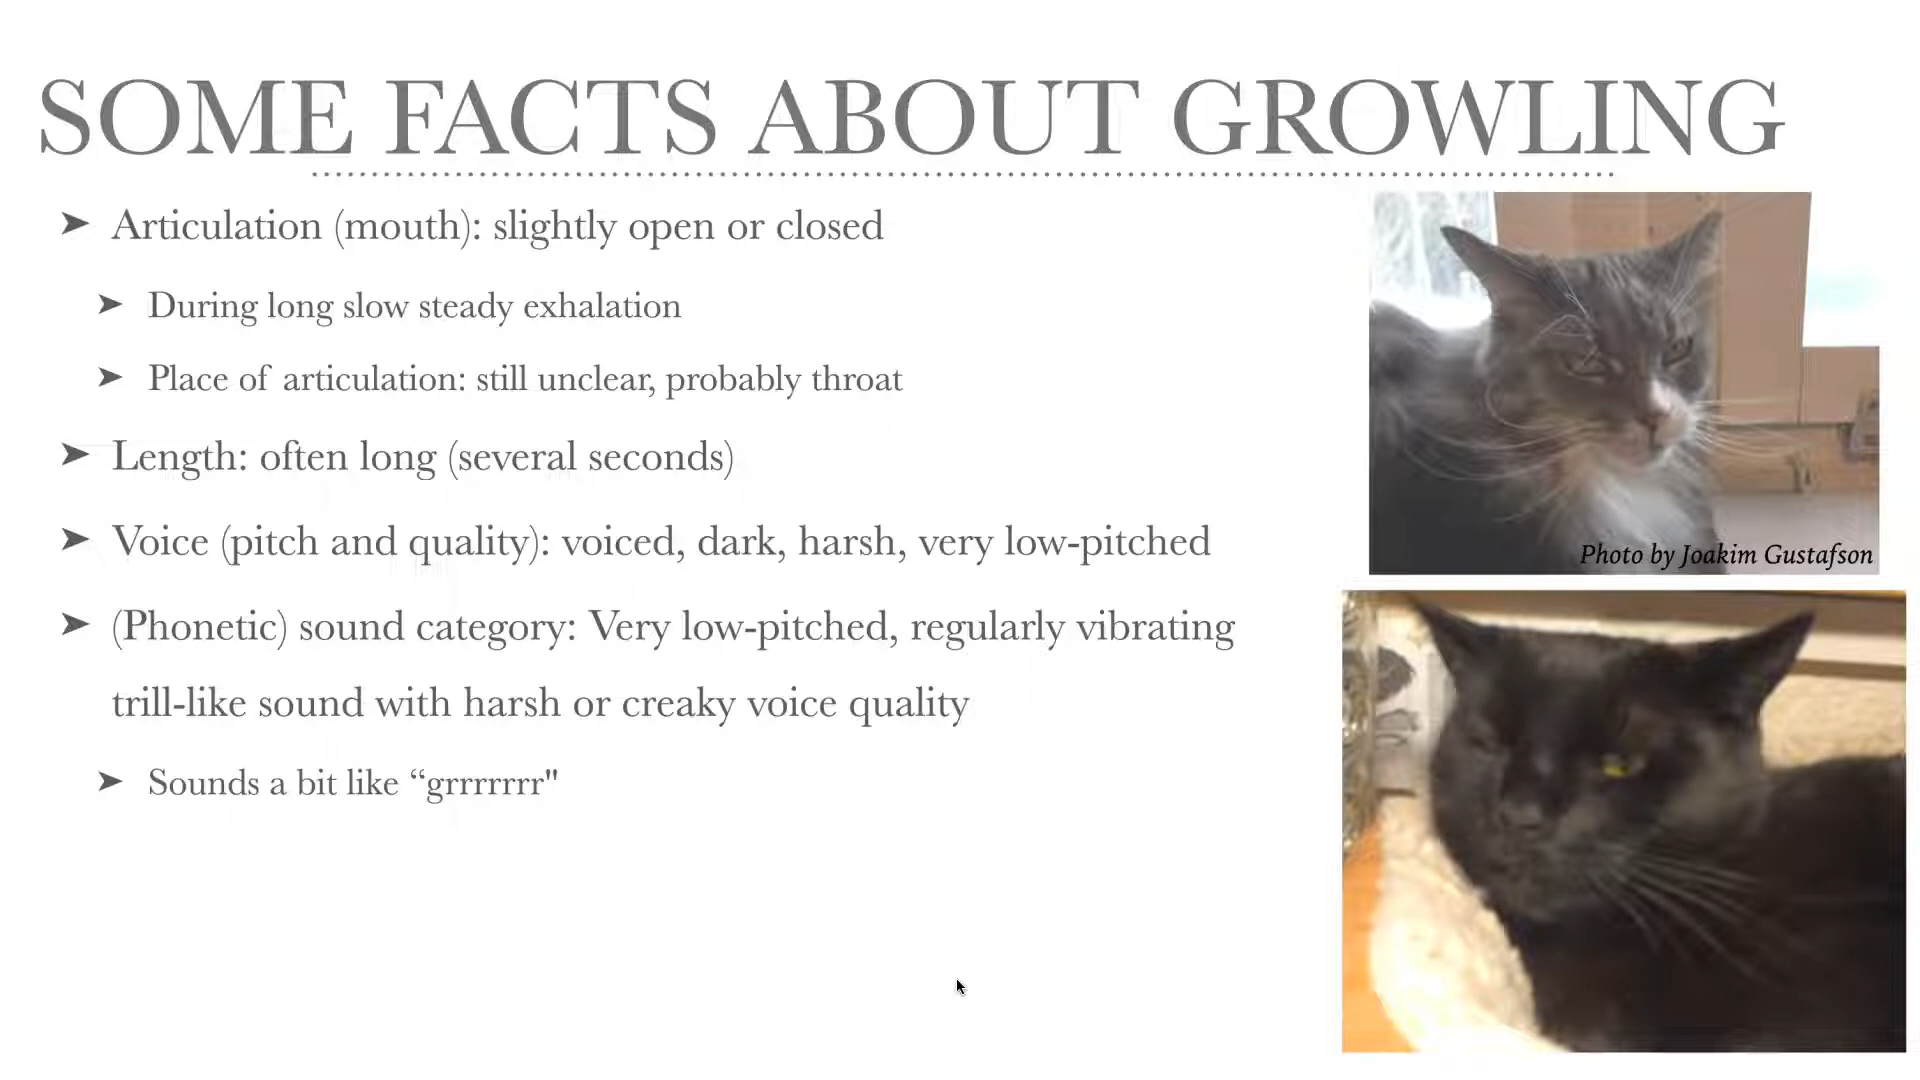 SOME FACTS ABOUT GROWLING
➤ Articulation (mouth): slightly open or closed
➤ During long slow steady exhalation
➤ Place of articulation: still unclear, probably throat
➤ Length: often long (several seconds)
➤ Voice (pitch and quality): voiced, dark, harsh, very low-pitched
➤ (Phonetic) sound category: Very low-pitched, regularly vibrating
trill-like sound with harsh or creaky voice quality
➤ Sounds a bit like “grrrrrrr"
Photo by Joakim Gustafson